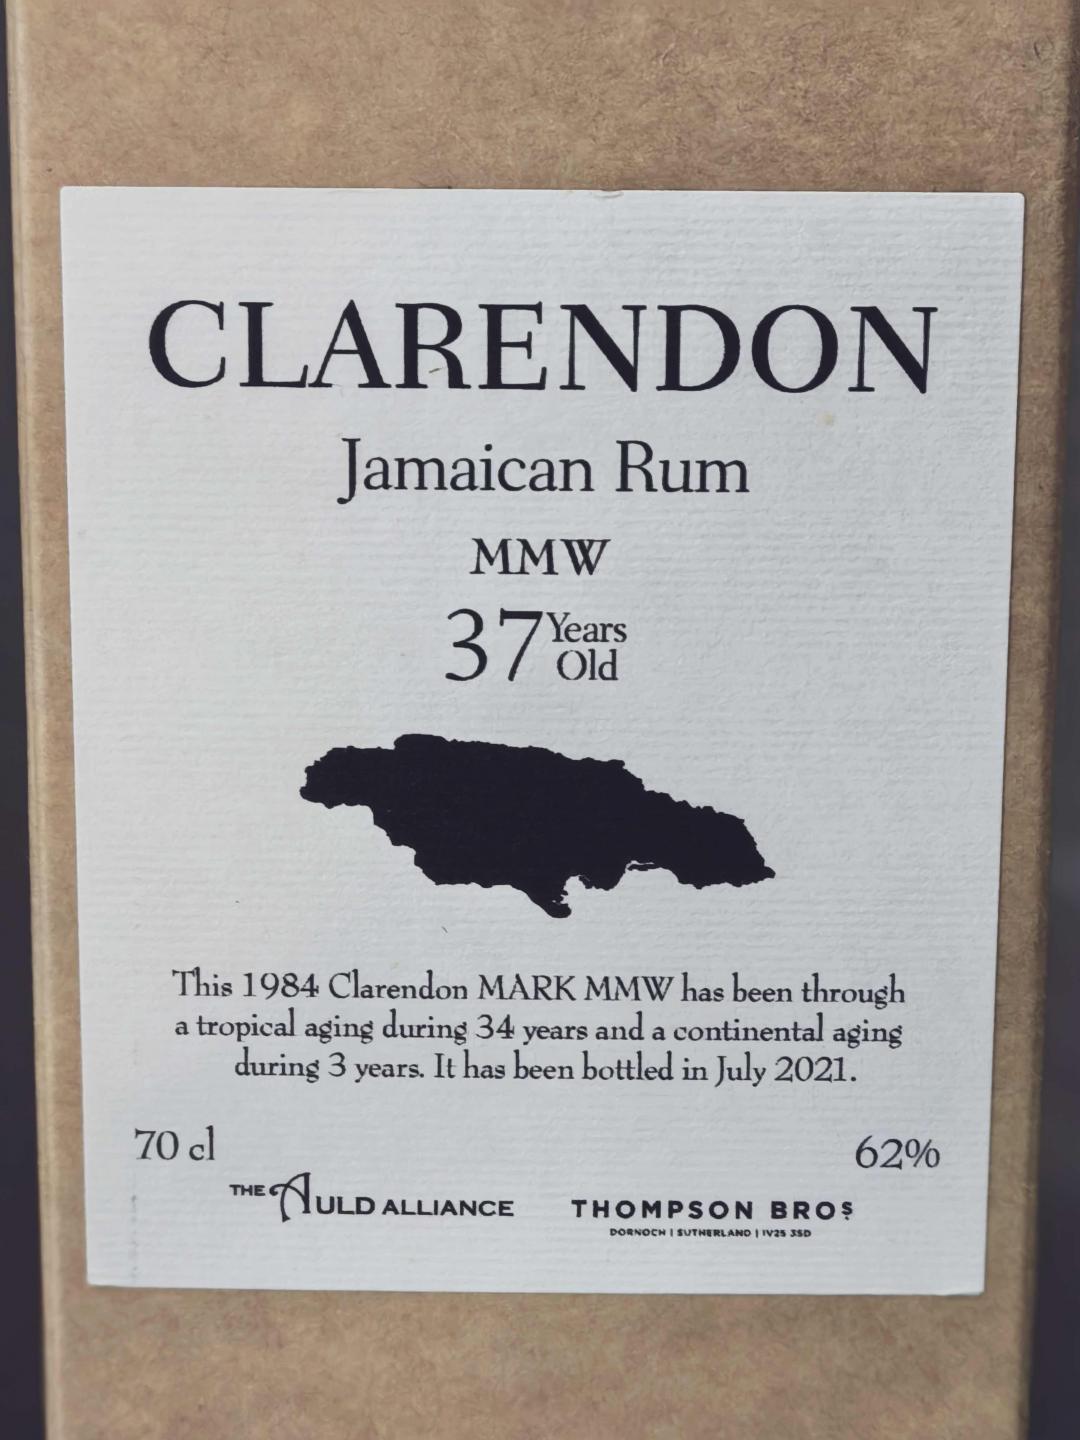 CLARENDON
Jamaican Rum
MMW
37 Years Old
This 1984 Clarendon MARK MMW has been through
a tropical aging during 34 years and a continental aging
during 3 years. It has been bottled in July 2021.
70 cl
62%
THE AULD ALLIANCE
THOMPSON BROS
DORNOCH | SUTHERLAND | IV25 3SD